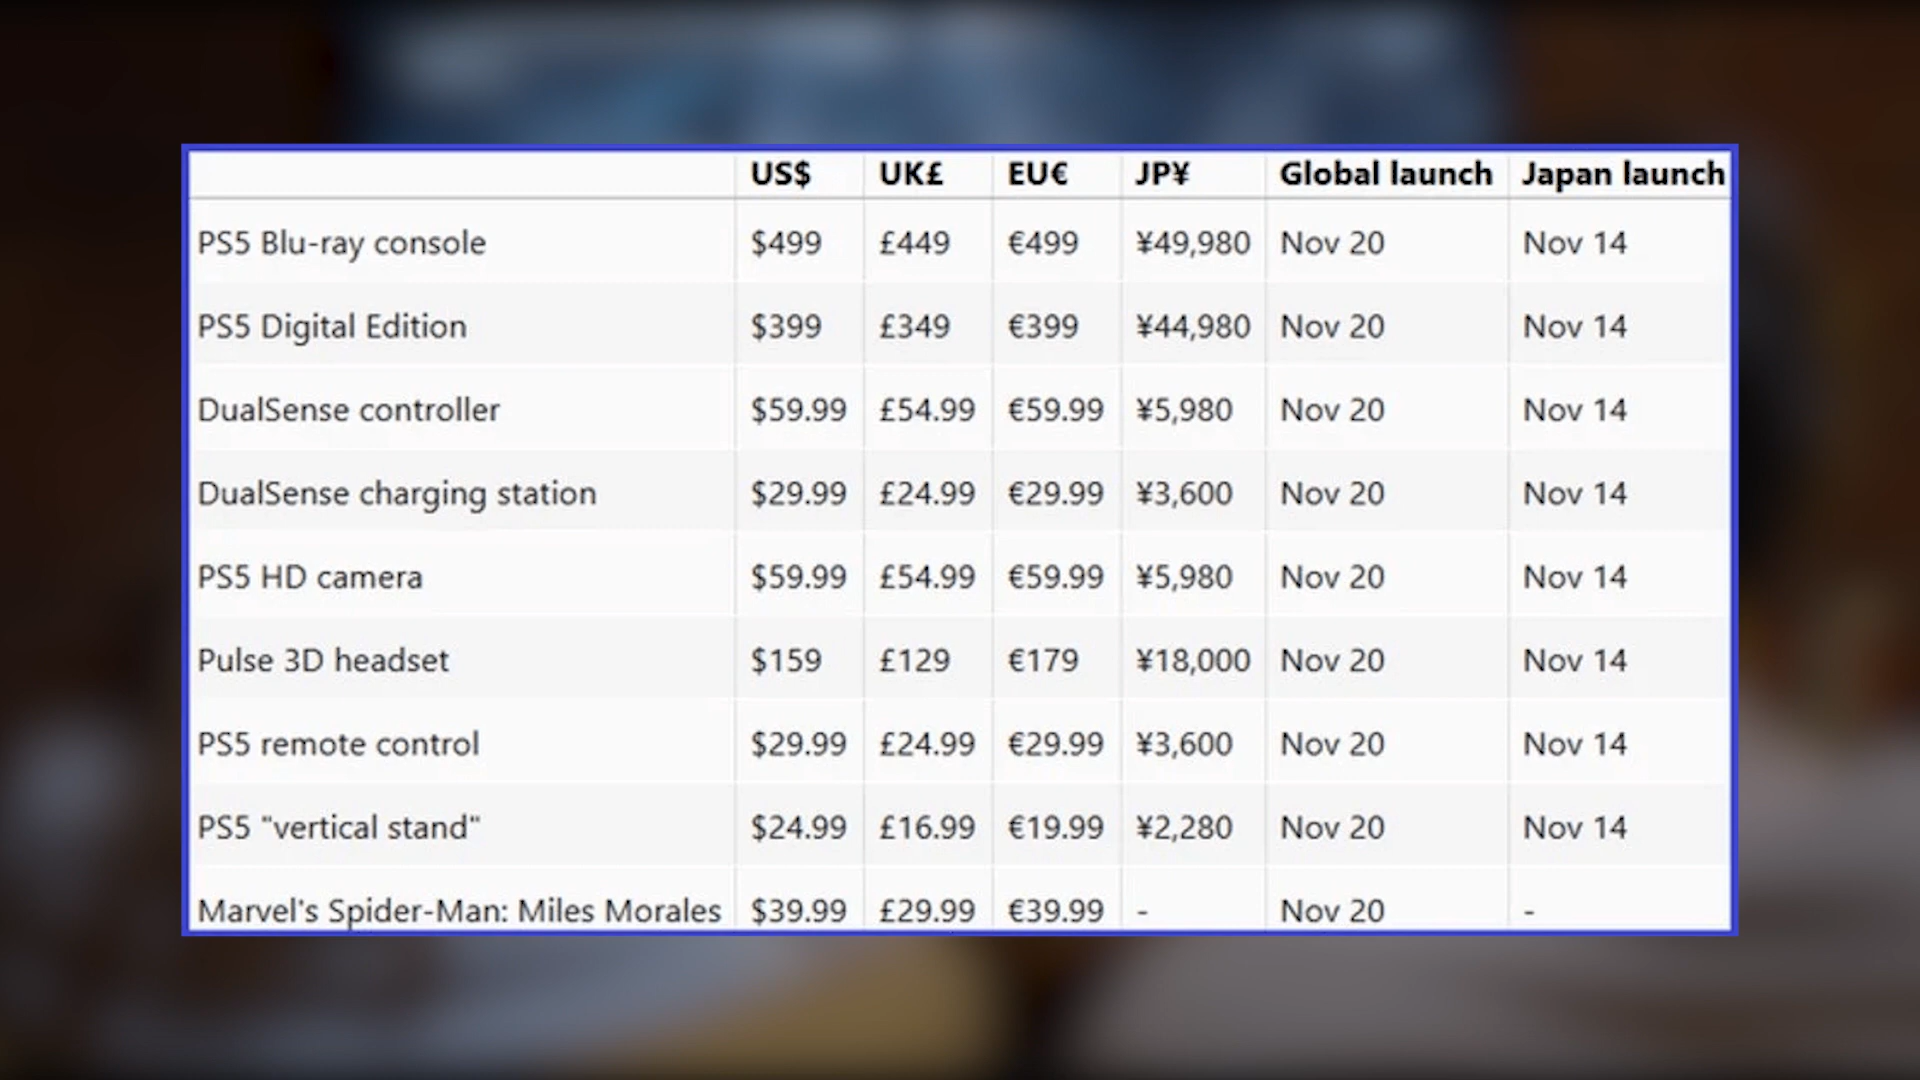 US$ UK£ EU€ JP¥ Global launch Japan launch
PS5 Blu-ray console $499 £449 €499 ¥49,980 Nov 20 Nov 14
PS5 Digital Edition $399 £349 €399 ¥44,980 Nov 20 Nov 14
DualSense controller $59.99 £54.99 €59.99 ¥5,980 Nov 20 Nov 14
DualSense charging station $29.99 £24.99 €29.99 ¥3,600 Nov 20 Nov 14
PS5 HD camera $59.99 £54.99 €59.99 ¥5,980 Nov 20 Nov 14
Pulse 3D headset $159 £129 €179 ¥18,000 Nov 20 Nov 14
PS5 remote control $29.99 £24.99 €29.99 ¥3,600 Nov 20 Nov 14
PS5 "vertical stand" $24.99 £16.99 €19.99 ¥2,280 Nov 20 Nov 14
Marvel's Spider-Man: Miles Morales $39.99 £29.99 €39.99 - Nov 20 -